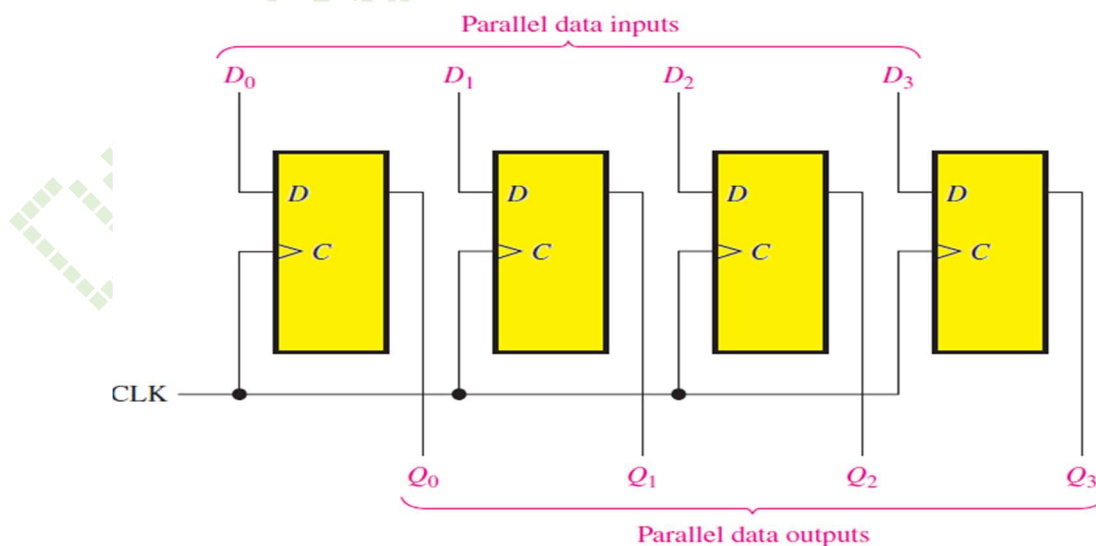 Parallel data inputs
D₀ D₁ D₂ D₃
D D D D
C C C C
CLK
Q₀ Q₁ Q₂ Q₃
Parallel data outputs